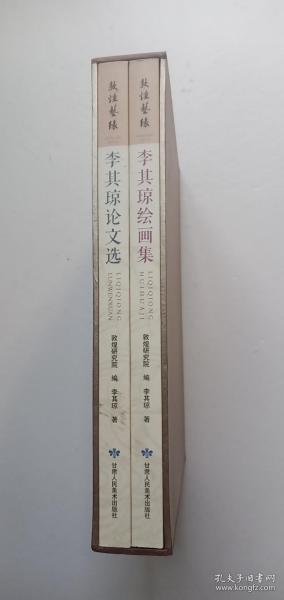 敦煌艺缘
李其琼论文选
LIQIQIONG
LUNWENXUAN
敦煌研究院 编 李其琼 著
甘肃人民美术出版社
敦煌艺缘
李其琼绘画集
LIQIQIONG
HUIHUAJI
敦煌研究院 编 李其琼 著
甘肃人民美术出版社
孔夫子旧书网